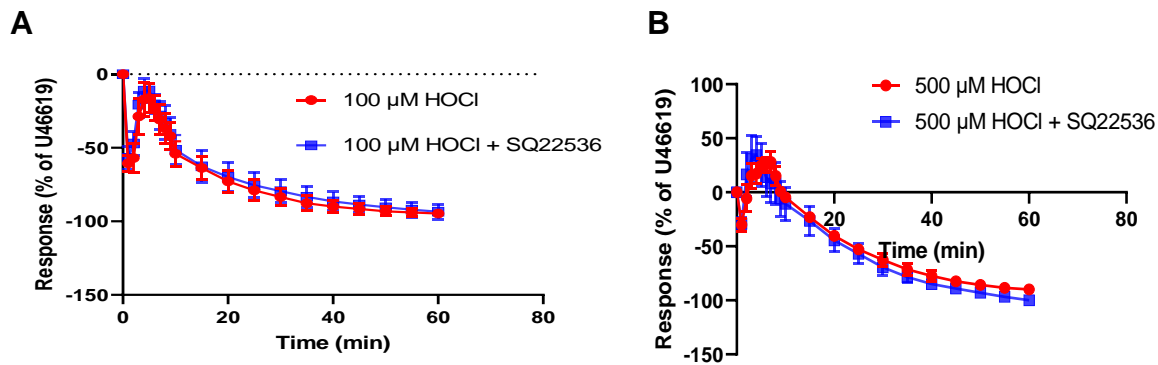 A
Response (% of U46619)
0
-50
-100
-150
0 20 40 60 80
Time (min)
100 µM HOCl
100 µM HOCl + SQ22536
B
Response (% of U46619)
100
50
0
-50
-100
-150
20 40 60 80
Time (min)
500 µM HOCl
500 µM HOCl + SQ22536